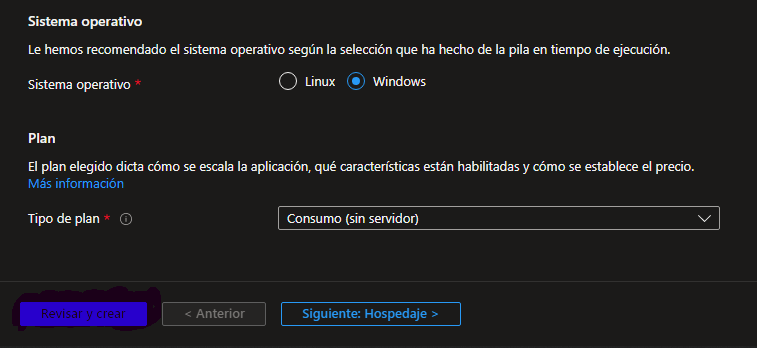 Sistema operativo
Le hemos recomendado el sistema operativo según la selección que ha hecho de la pila en tiempo de ejecución.
Sistema operativo * Linux Windows
Plan
El plan elegido dicta cómo se escala la aplicación, qué características están habilitadas y cómo se establece el precio.
Más información
Tipo de plan * Consumo (sin servidor)
Revisar y crear < Anterior Siguiente: Hospedaje >